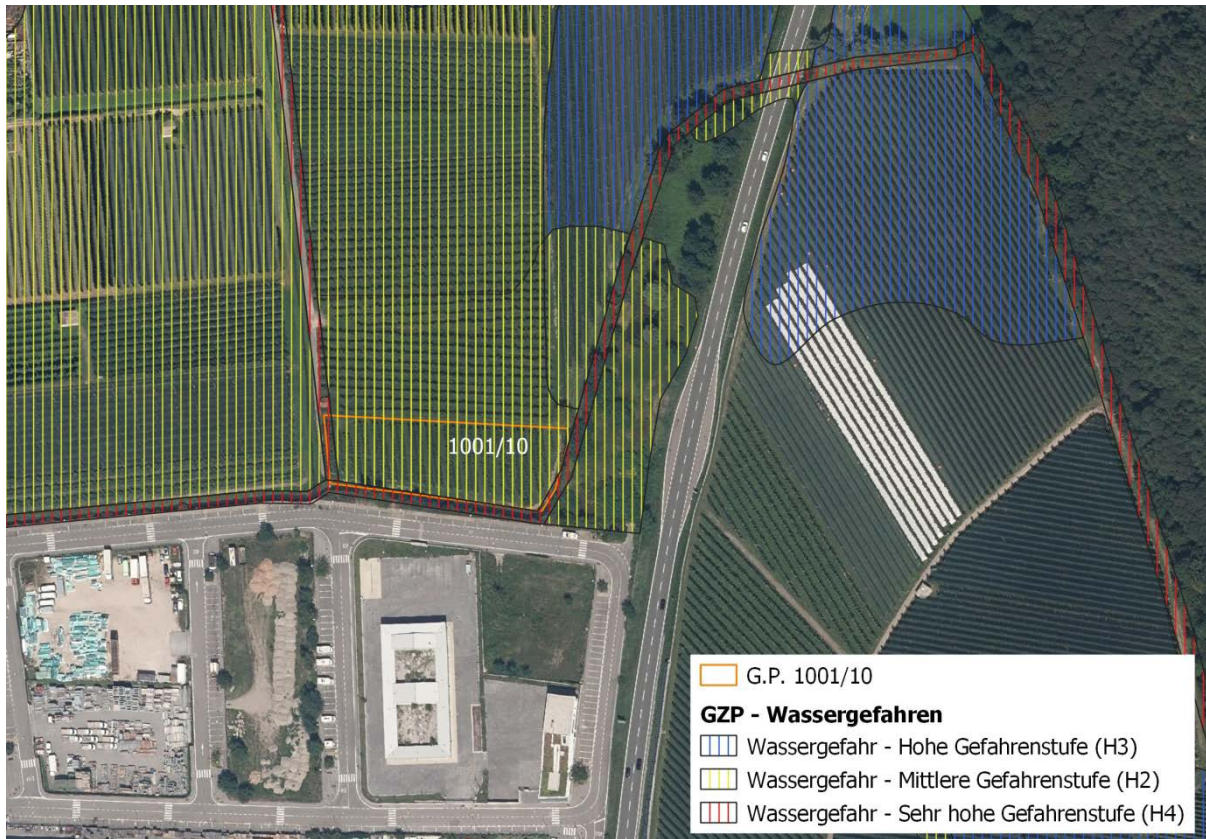 1001/10
G.P. 1001/10
GZP - Wassergefahren
Wassergefahr - Hohe Gefahrenstufe (H3)
Wassergefahr - Mittlere Gefahrenstufe (H2)
Wassergefahr - Sehr hohe Gefahrenstufe (H4)